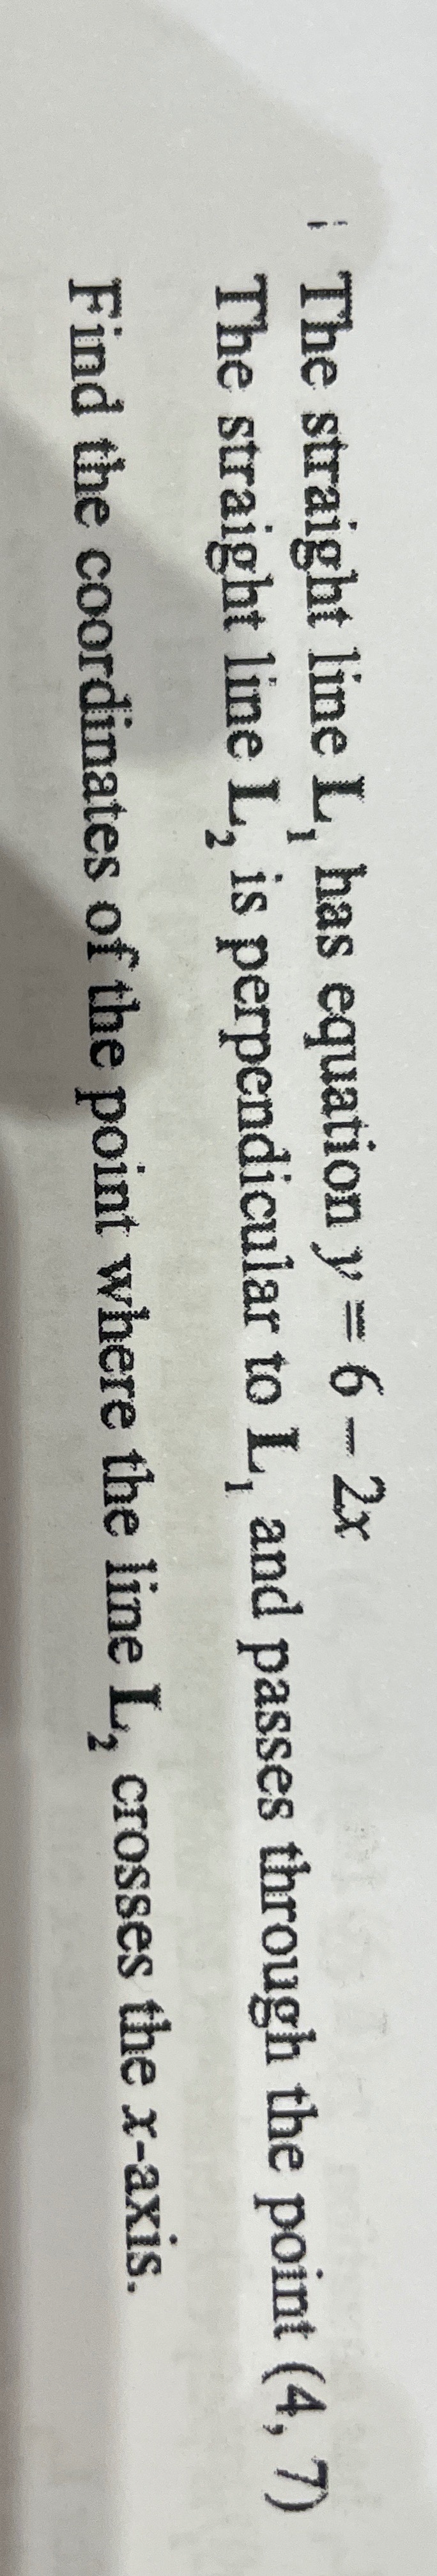 The straight line L₁ has equation y = 6 − 2x
The straight line L₂ is perpendicular to L₁ and passes through the point (4, 7)
Find the coordinates of the point where the line L₂ crosses the x-axis.